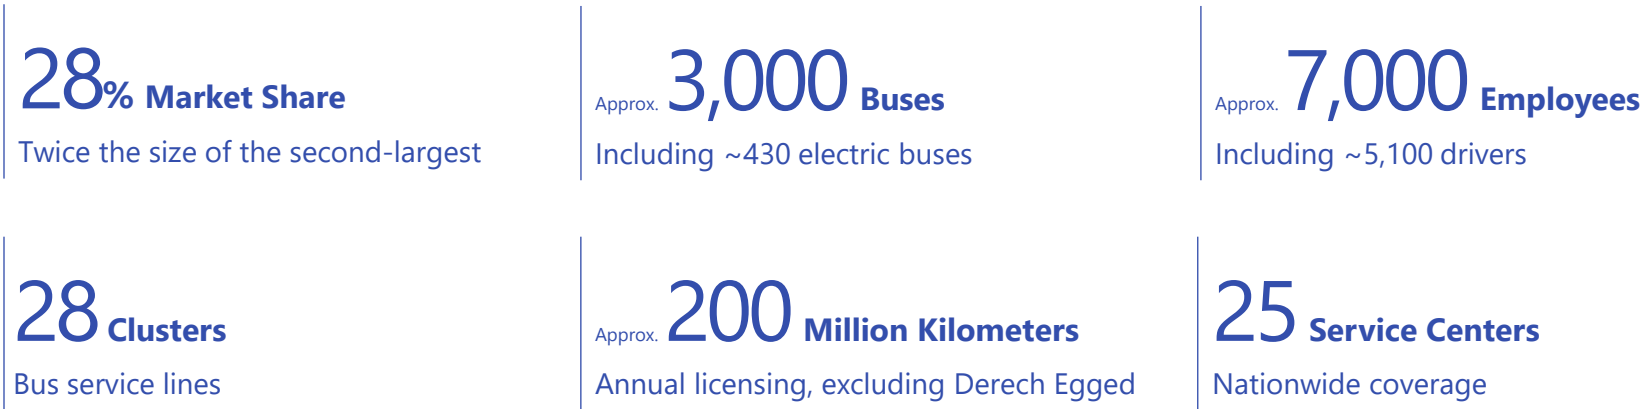 28% Market Share
Twice the size of the second-largest
Approx. 3,000 Buses
Including ~430 electric buses
Approx. 7,000 Employees
Including ~5,100 drivers
28 Clusters
Bus service lines
Approx. 200 Million Kilometers
Annual licensing, excluding Derech Egged
25 Service Centers
Nationwide coverage